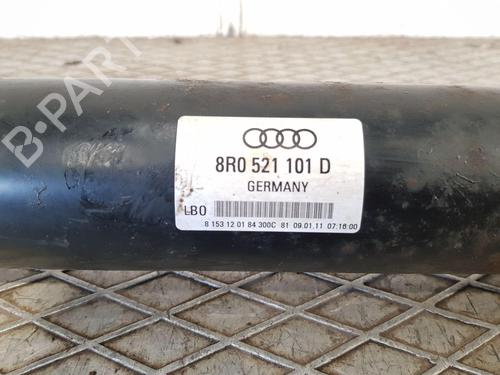 B-PARTS
8R0 521 101 D
GERMANY
LBO
8 153 12 01 84 300C 81 09.01.11 07:16:00